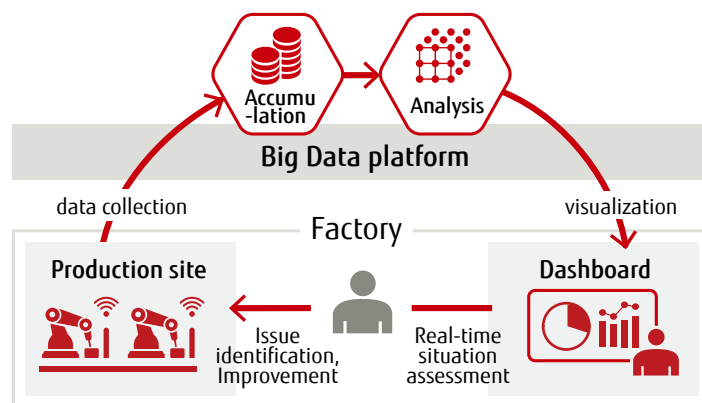 Accumu
-lation
Analysis
Big Data platform
data collection
visualization
Factory
Production site
Dashboard
Issue
identification,
Improvement
Real-time
situation
assessment